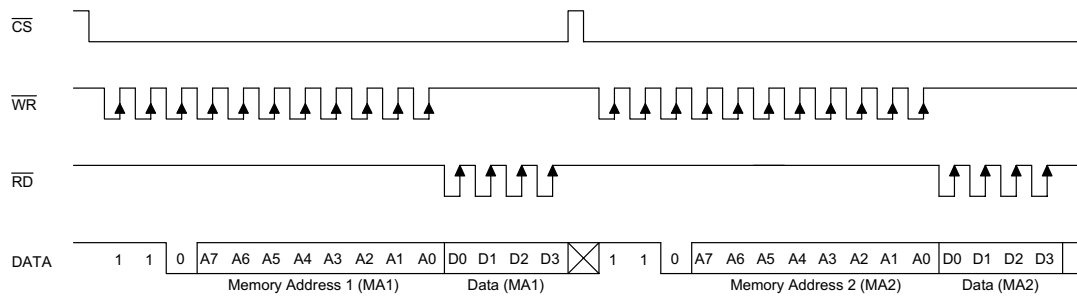 CS
WR
RD
DATA 1 1 0 A7 A6 A5 A4 A3 A2 A1 A0 D0 D1 D2 D3 1 1 0 A7 A6 A5 A4 A3 A2 A1 A0 D0 D1 D2 D3
Memory Address 1 (MA1) Data (MA1) Memory Address 2 (MA2) Data (MA2)